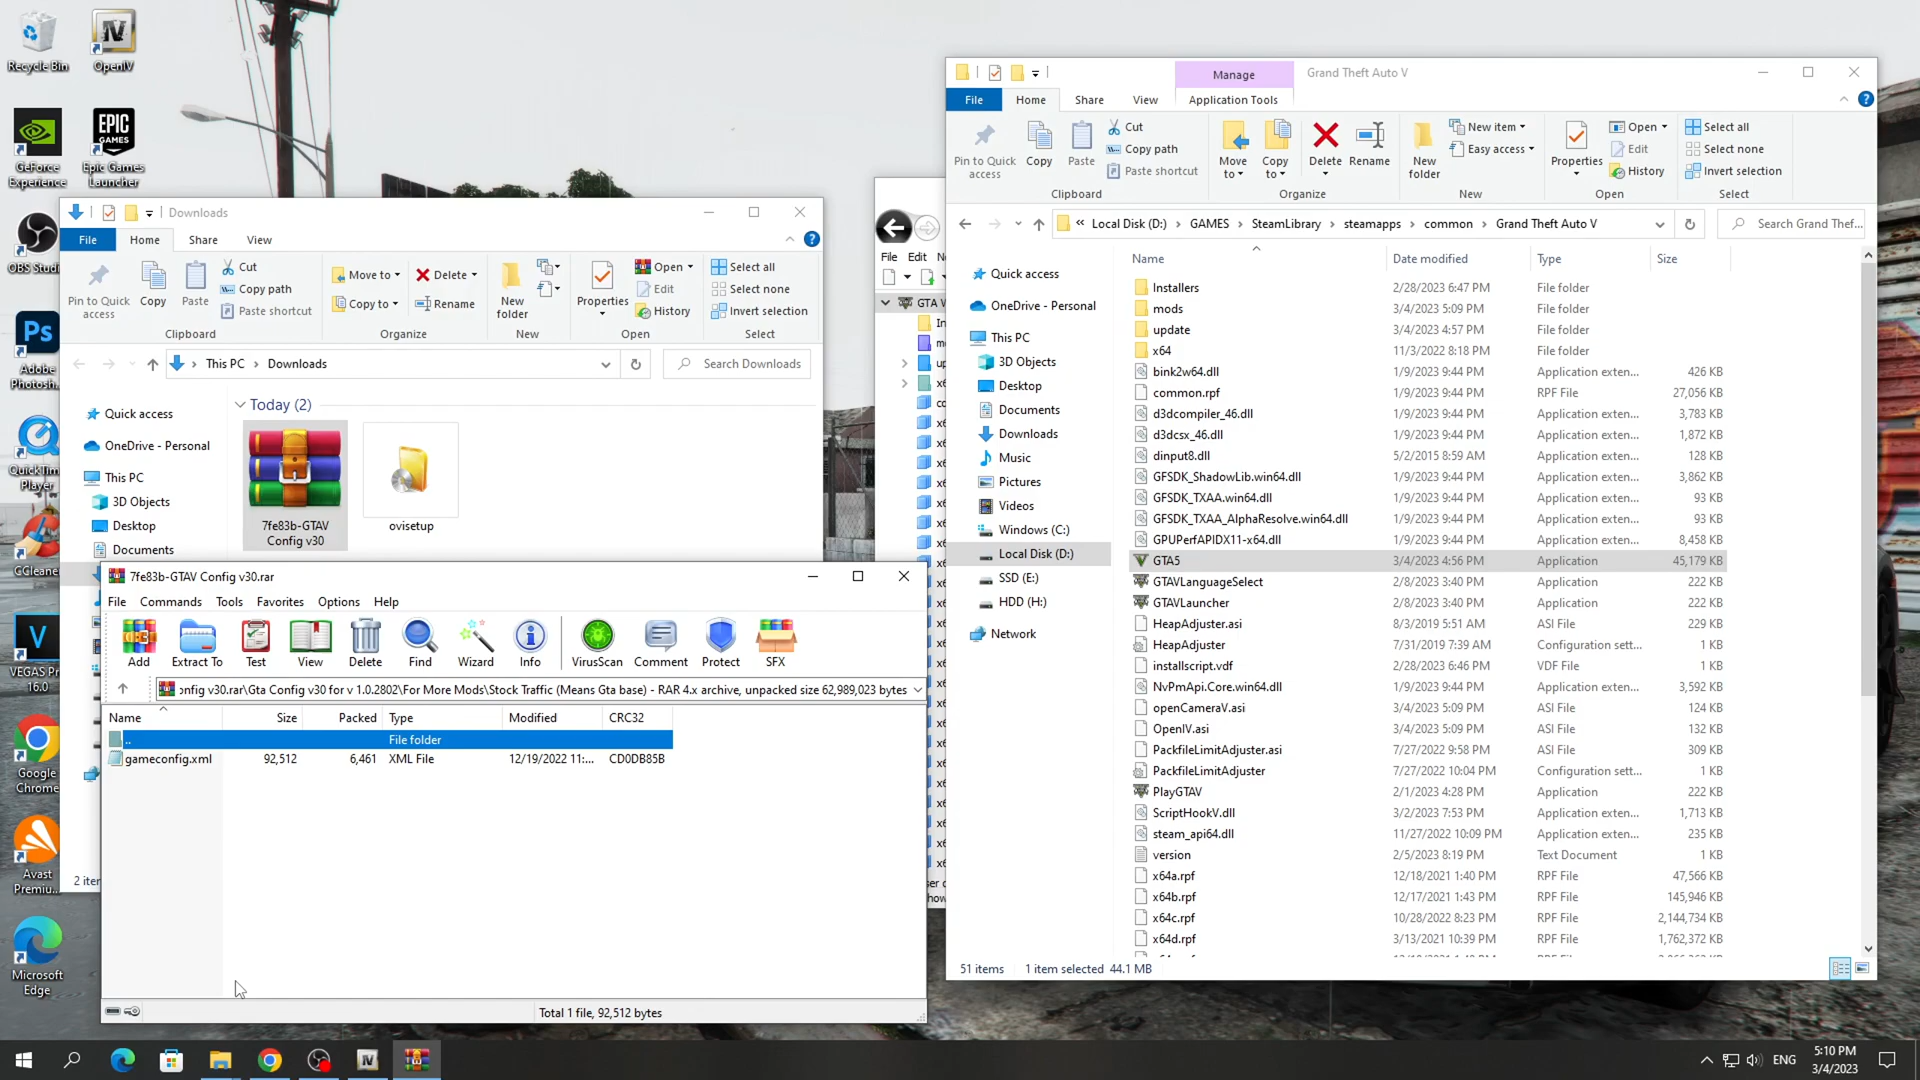 Recycle Bin
OpenIV
GeForce Experience
Epic Games Launcher
OBS Studi
Adobe Photosh...
QuickTim Player
CCleane
VEGAS Pr 16.0
Google Chrome
Avast Premiu...
Microsoft Edge
Downloads
File
Home
Share
View
Pin to Quick access
Copy
Paste
Cut
Copy path
Paste shortcut
Move to
Copy to
Delete
Rename
New folder
Properties
Open
Edit
History
Select all
Select none
Invert selection
Clipboard
Organize
New
Open
Select
This PC
Downloads
Search Downloads
Quick access
OneDrive - Personal
This PC
3D Objects
Desktop
Documents
Today (2)
7fe83b-GTAV Config v30
ovisetup
2 iter
File
Edit
GTA
7fe83b-GTAV Config v30.rar
File
Commands
Tools
Favorites
Options
Help
Add
Extract To
Test
View
Delete
Find
Wizard
Info
VirusScan
Comment
Protect
SFX
onfig v30.rar\Gta Config v30 for v 1.0.2802\For More Mods\Stock Traffic (Means Gta base) - RAR 4.x archive, unpacked size 62,989,023 bytes
Name Size Packed Type Modified CRC32
.. File folder
gameconfig.xml 92,512 6,461 XML File 12/19/2022 11:... CD0DB85B
Total 1 file, 92,512 bytes
Manage
Grand Theft Auto V
File
Home
Share
View
Application Tools
Pin to Quick access
Copy
Paste
Cut
Copy path
Paste shortcut
Move to
Copy to
Delete
Rename
New folder
New item
Easy access
Properties
Open
Edit
History
Select all
Select none
Invert selection
Clipboard
Organize
New
Open
Select
« Local Disk (D:) › GAMES › SteamLibrary › steamapps › common › Grand Theft Auto V
Search Grand Thef...
Quick access
OneDrive - Personal
This PC
3D Objects
Desktop
Documents
Downloads
Music
Pictures
Videos
Windows (C:)
Local Disk (D:)
SSD (E:)
HDD (H:)
Network
Name Date modified Type Size
Installers 2/28/2023 6:47 PM File folder
mods 3/4/2023 5:09 PM File folder
update 3/4/2023 4:57 PM File folder
x64 11/3/2022 8:18 PM File folder
bink2w64.dll 1/9/2023 9:44 PM Application exten... 426 KB
common.rpf 1/9/2023 9:44 PM RPF File 27,056 KB
d3dcompiler_46.dll 1/9/2023 9:44 PM Application exten... 3,783 KB
d3dcsx_46.dll 1/9/2023 9:44 PM Application exten... 1,872 KB
dinput8.dll 5/2/2015 8:59 AM Application exten... 128 KB
GFSDK_ShadowLib.win64.dll 1/9/2023 9:44 PM Application exten... 3,862 KB
GFSDK_TXAA.win64.dll 1/9/2023 9:44 PM Application exten... 93 KB
GFSDK_TXAA_AlphaResolve.win64.dll 1/9/2023 9:44 PM Application exten... 93 KB
GPUPerfAPIDX11-x64.dll 1/9/2023 9:44 PM Application exten... 8,458 KB
GTA5 3/4/2023 4:56 PM Application 45,179 KB
GTAVLanguageSelect 2/8/2023 3:40 PM Application 222 KB
GTAVLauncher 2/8/2023 3:40 PM Application 222 KB
HeapAdjuster.asi 8/3/2019 5:51 AM ASI File 229 KB
HeapAdjuster 7/31/2019 7:39 AM Configuration sett... 1 KB
installscript.vdf 2/28/2023 6:46 PM VDF File 1 KB
NvPmApi.Core.win64.dll 1/9/2023 9:44 PM Application exten... 3,592 KB
openCameraV.asi 3/4/2023 5:09 PM ASI File 124 KB
OpenIV.asi 3/4/2023 5:09 PM ASI File 132 KB
PackfileLimitAdjuster.asi 7/27/2022 9:58 PM ASI File 309 KB
PackfileLimitAdjuster 7/27/2022 10:04 PM Configuration sett... 1 KB
PlayGTAV 2/1/2023 4:28 PM Application 222 KB
ScriptHookV.dll 3/2/2023 7:53 PM Application exten... 1,713 KB
steam_api64.dll 11/27/2022 10:09 PM Application exten... 235 KB
version 2/5/2023 8:19 PM Text Document 1 KB
x64a.rpf 12/18/2021 1:40 PM RPF File 47,566 KB
x64b.rpf 12/17/2021 1:43 PM RPF File 145,946 KB
x64c.rpf 10/28/2022 8:23 PM RPF File 2,144,734 KB
x64d.rpf 3/13/2021 10:39 PM RPF File 1,762,372 KB
51 items 1 item selected 44.1 MB
ENG
5:10 PM
3/4/2023